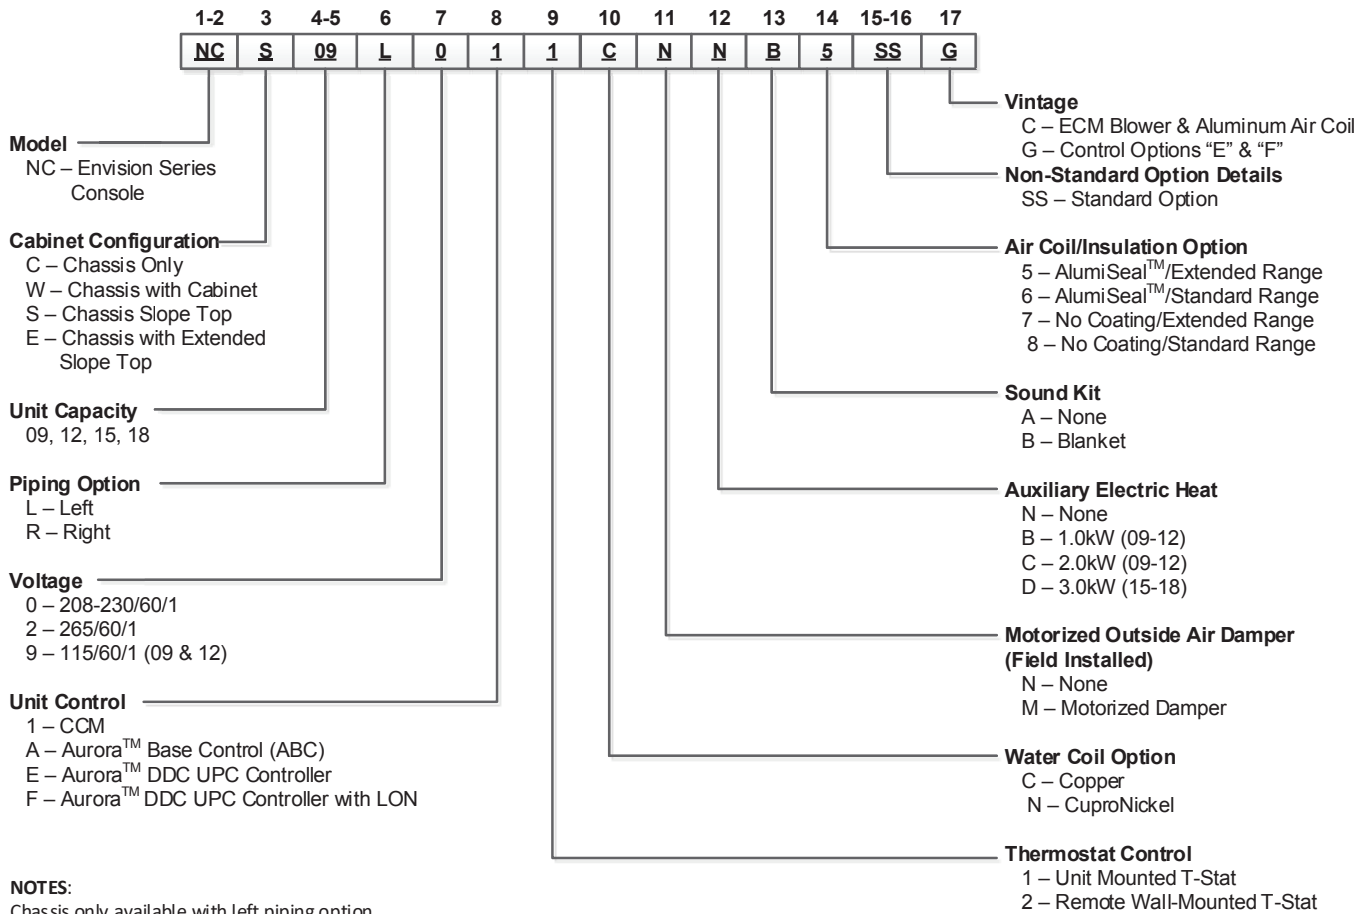 1-2 3 4-5 6 7 8 9 10 11 12 13 14 15-16 17
NC S 09 L 0 1 1 C N N B 5 SS G
Model
NC – Envision Series
Console
Cabinet Configuration
C – Chassis Only
W – Chassis with Cabinet
S – Chassis Slope Top
E – Chassis with Extended
Slope Top
Unit Capacity
09, 12, 15, 18
Piping Option
L – Left
R – Right
Voltage
0 – 208-230/60/1
2 – 265/60/1
9 – 115/60/1 (09 & 12)
Unit Control
1 – CCM
A – Aurora™ Base Control (ABC)
E – Aurora™ DDC UPC Controller
F – Aurora™ DDC UPC Controller with LON
NOTES:
Chassis only available with left piping option
Vintage
C – ECM Blower & Aluminum Air Coil
G – Control Options “E” & “F”
Non-Standard Option Details
SS – Standard Option
Air Coil/Insulation Option
5 – AlumiSeal™/Extended Range
6 – AlumiSeal™/Standard Range
7 – No Coating/Extended Range
8 – No Coating/Standard Range
Sound Kit
A – None
B – Blanket
Auxiliary Electric Heat
N – None
B – 1.0kW (09-12)
C – 2.0kW (09-12)
D – 3.0kW (15-18)
Motorized Outside Air Damper
(Field Installed)
N – None
M – Motorized Damper
Water Coil Option
C – Copper
N – CuproNickel
Thermostat Control
1 – Unit Mounted T-Stat
2 – Remote Wall-Mounted T-Stat